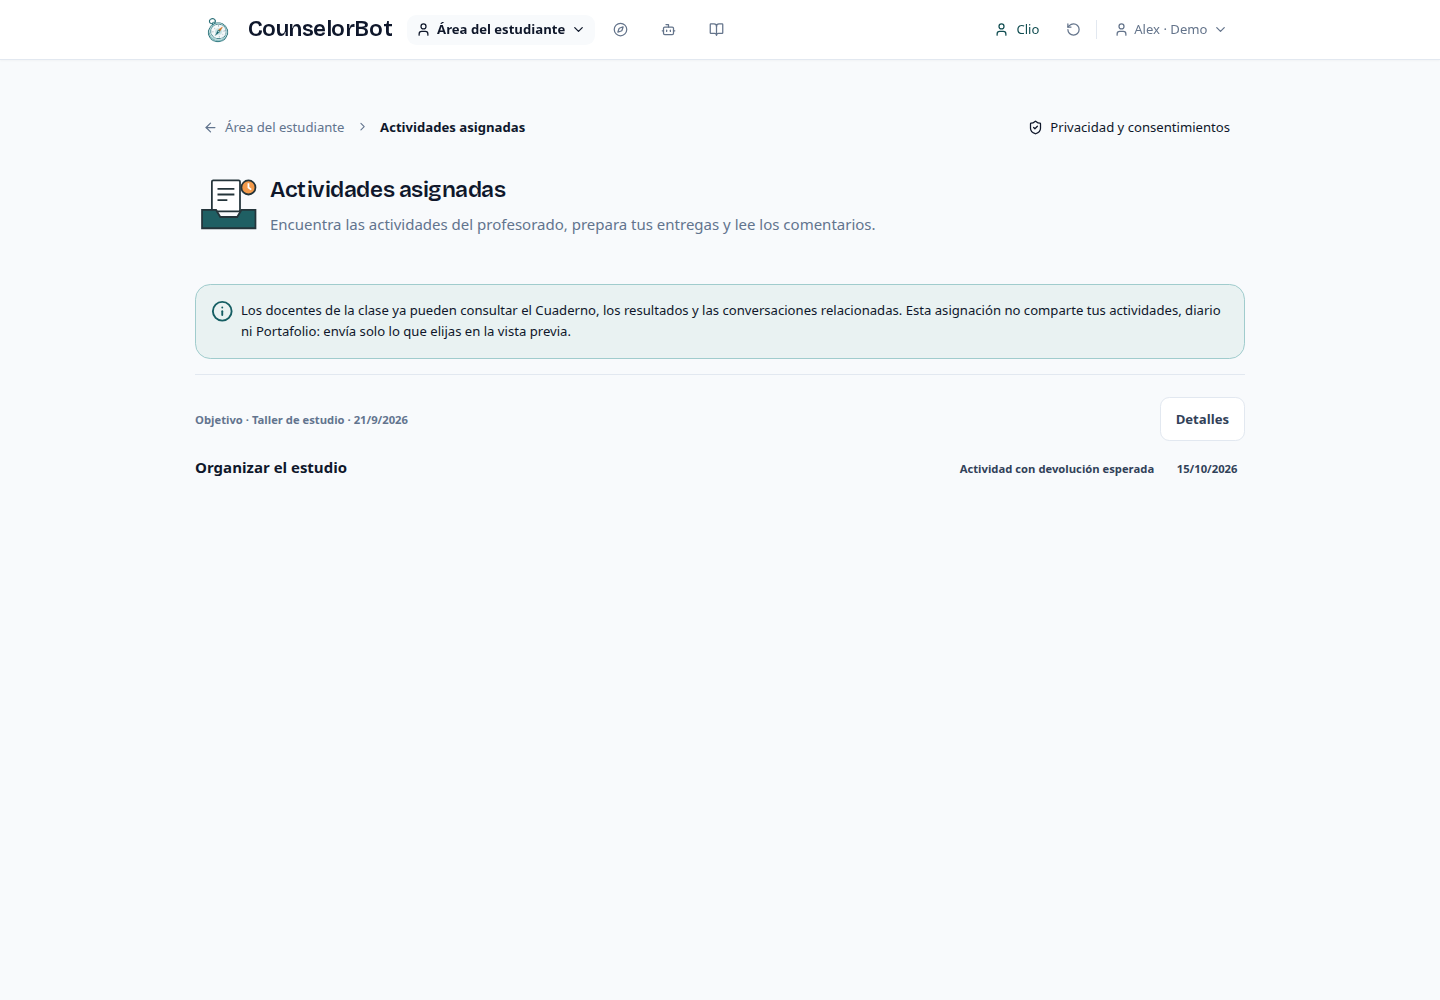 CounselorBot
Área del estudiante
Clio
Alex · Demo
Área del estudiante
Actividades asignadas
Privacidad y consentimientos
Actividades asignadas
Encuentra las actividades del profesorado, prepara tus entregas y lee los comentarios.
Los docentes de la clase ya pueden consultar el Cuaderno, los resultados y las conversaciones relacionadas. Esta asignación no comparte tus actividades, diario
ni Portafolio: envía solo lo que elijas en la vista previa.
Objetivo · Taller de estudio · 21/9/2026
Detalles
Organizar el estudio
Actividad con devolución esperada
15/10/2026